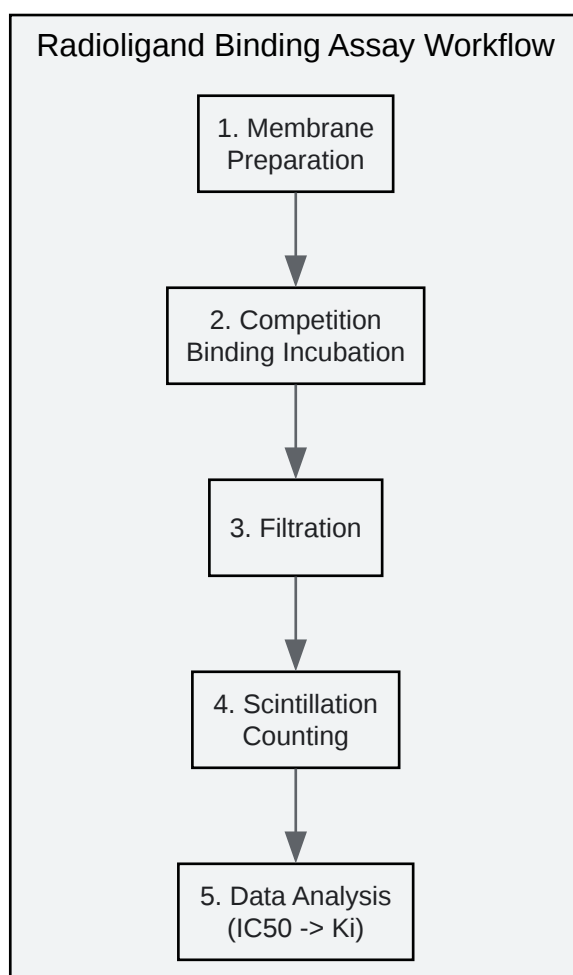 Radioligand Binding Assay Workflow
1. Membrane
Preparation
2. Competition
Binding Incubation
3. Filtration
4. Scintillation
Counting
5. Data Analysis
(IC50 -> Ki)